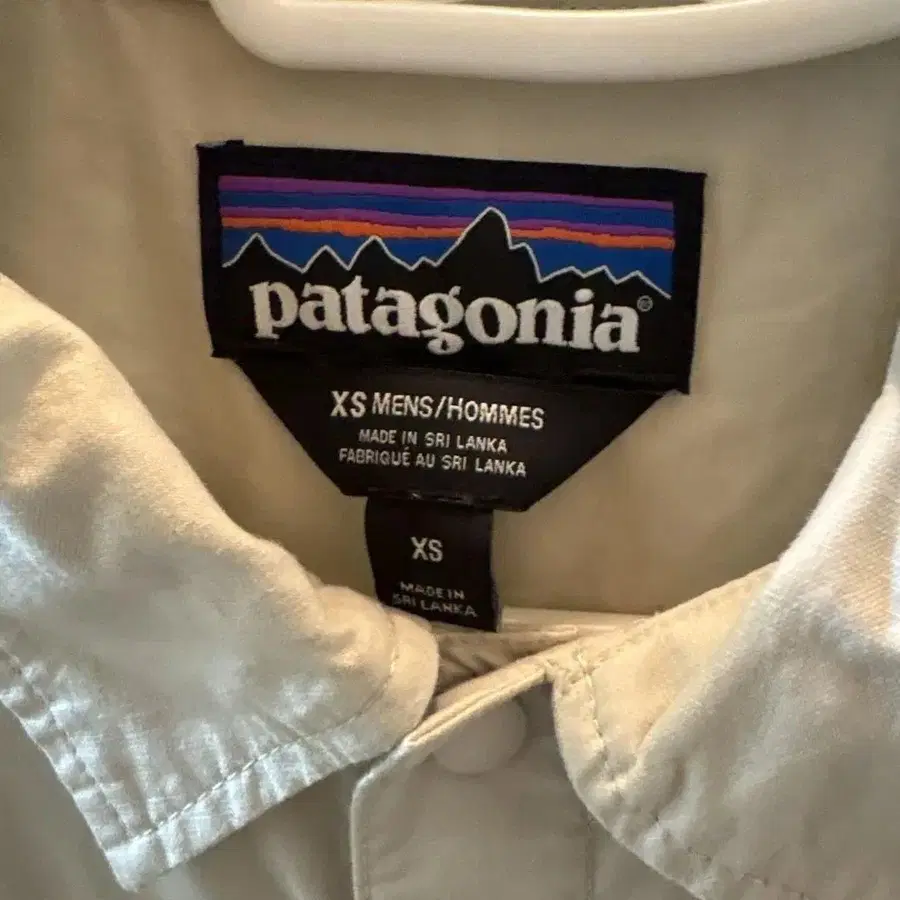 patagonia®
XS MENS/HOMMES
MADE IN SRI LANKA
FABRIQUÉ AU SRI LANKA
XS
MADE IN
SRI LANKA